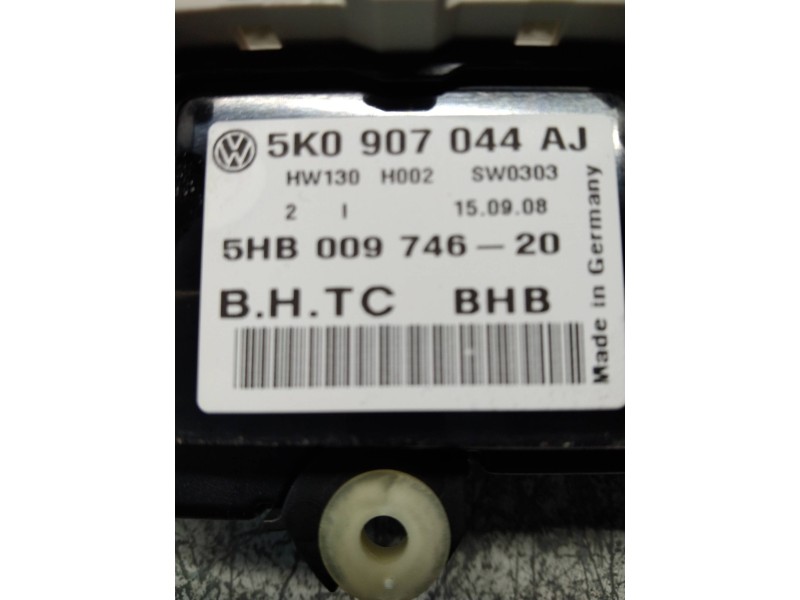 5K0 907 044 AJ
HW130 H002 SW0303
2 I 15.09.08
5HB 009 746-20
B.H.TC BHB
Made in Germany